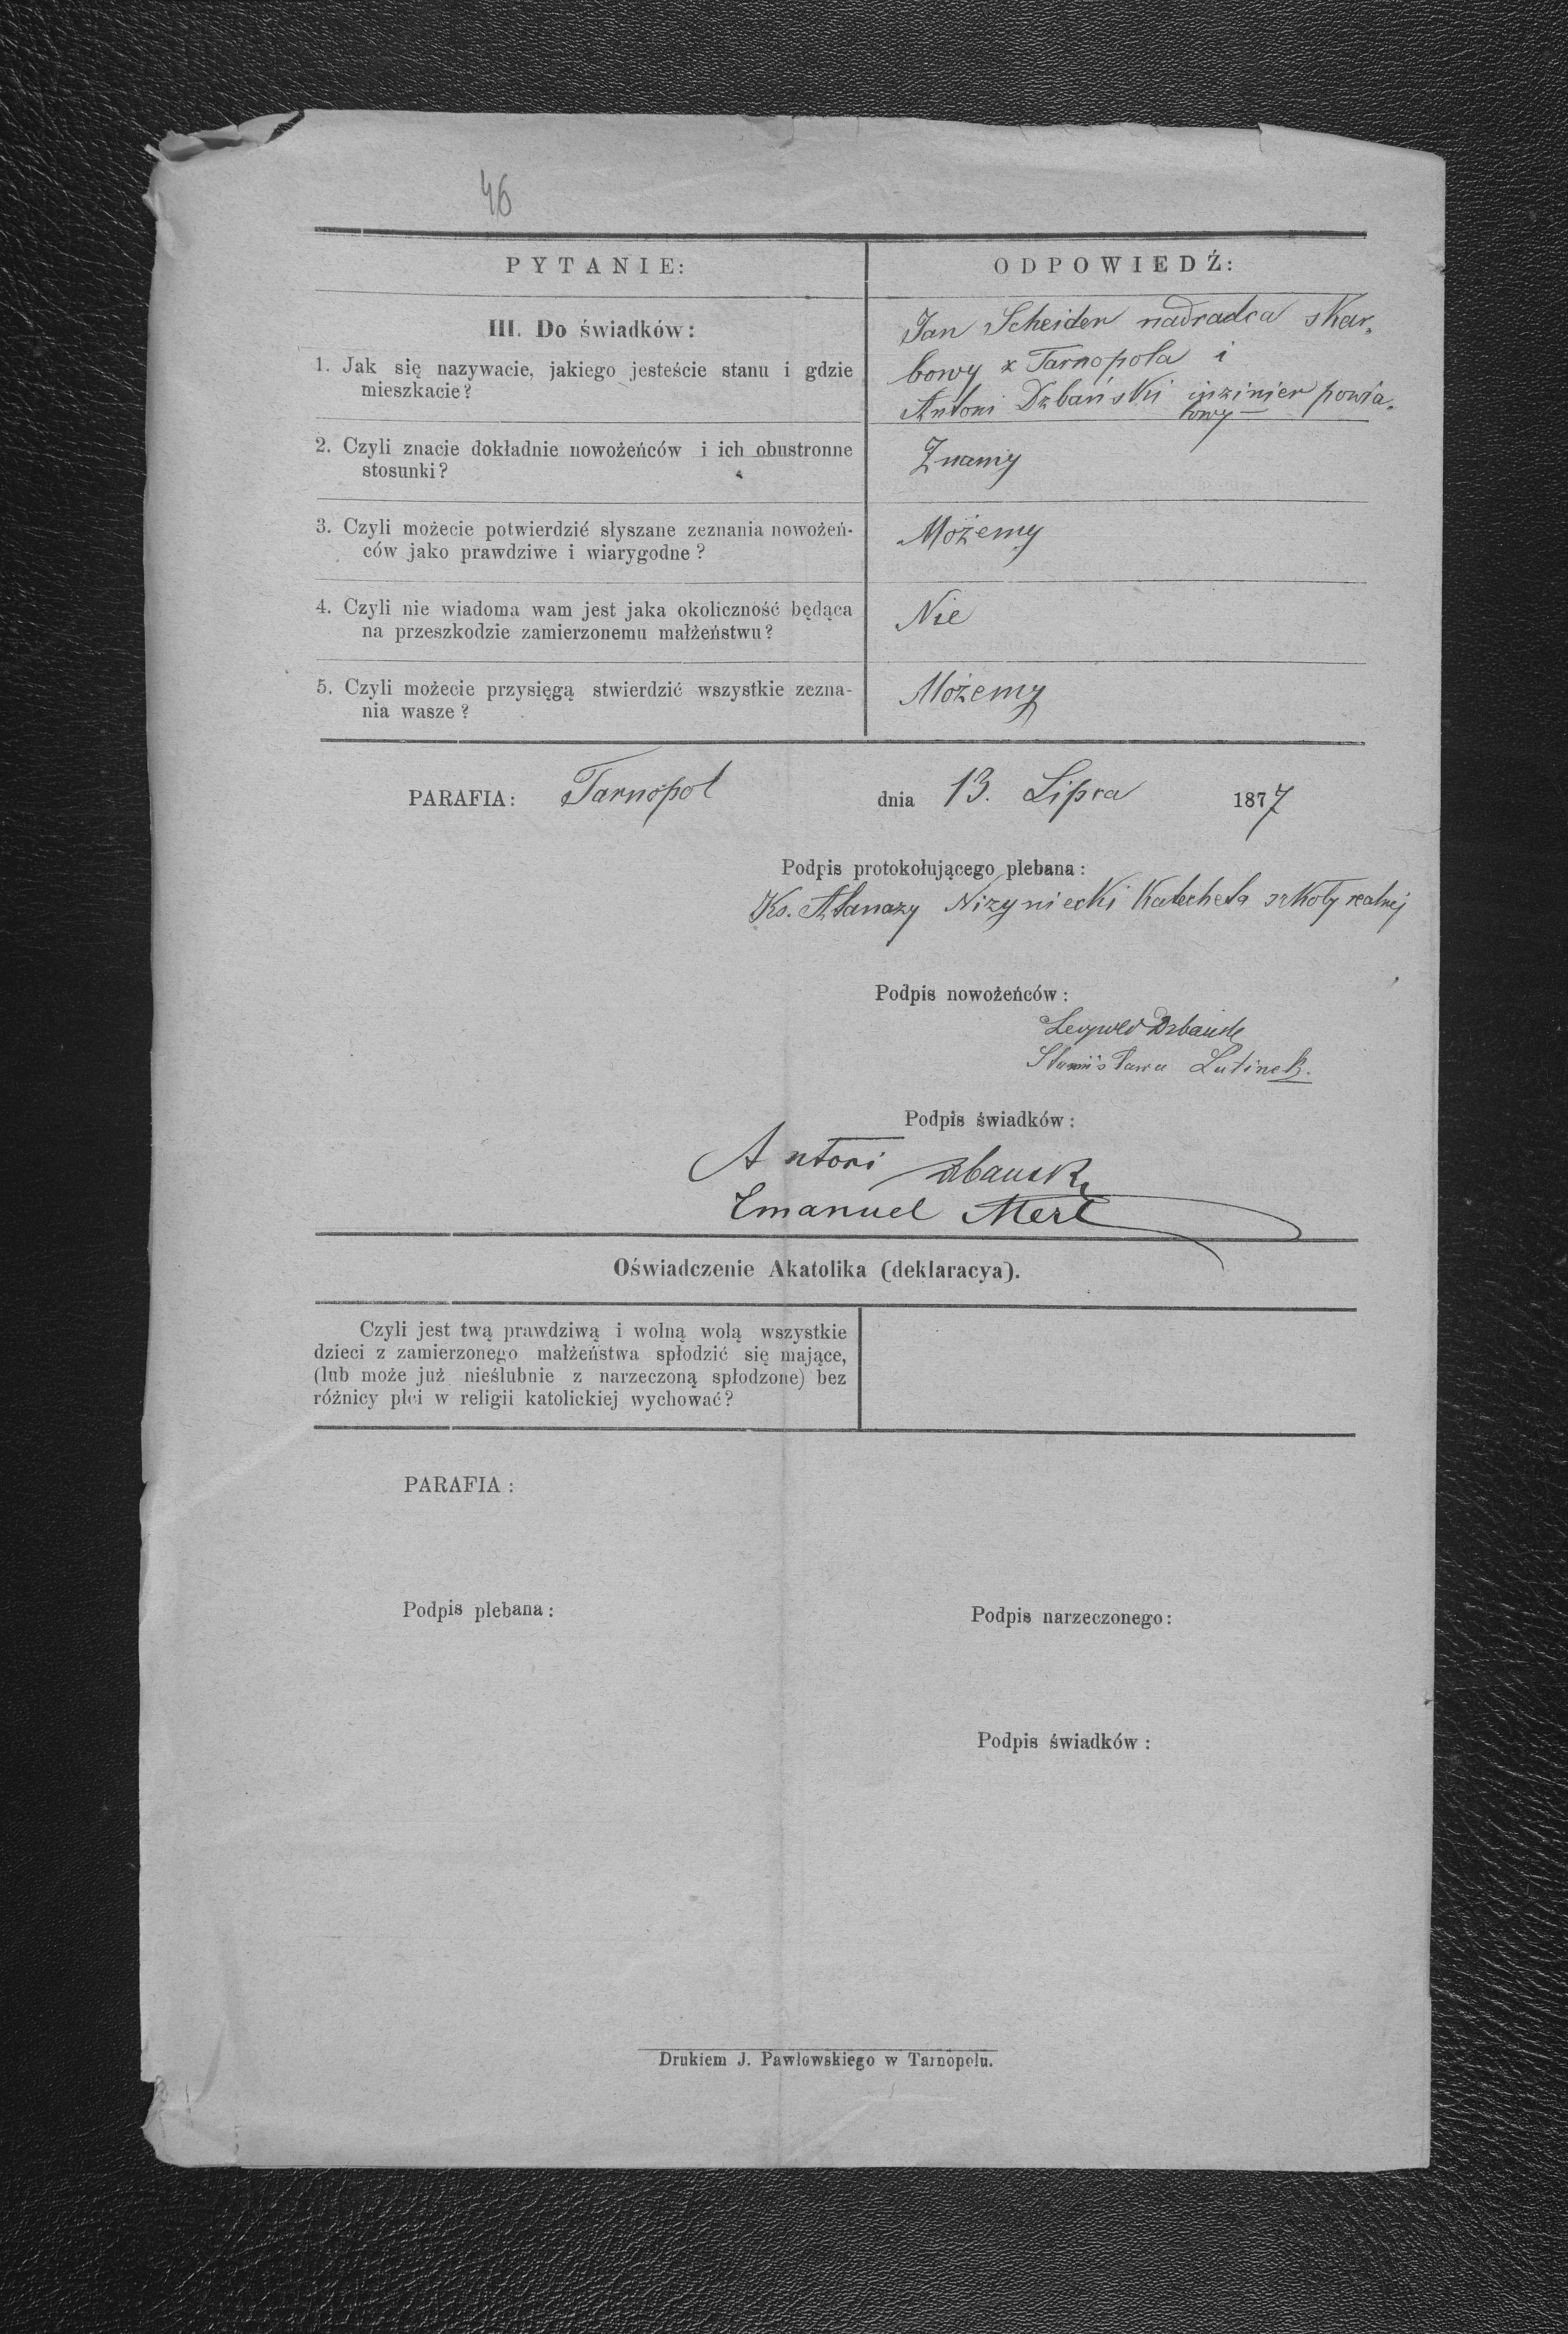 46
PYTANIE:
ODPOWIEDŹ:
III. Do świadków:
1. Jak się nazywacie, jakiego jesteście stanu i gdzie
mieszkacie?
Jan Scheider nadradca skar„
bowy z Tarnopola i
Antoni Dzbański inżinier powia„
towy
2. Czyli znacie dokładnie nowożeńców i ich obustronne
stosunki?
Znamy
3. Czyli możecie potwierdzić słyszane zeznania nowożeń-
ców jako prawdziwe i wiarygodne?
Możemy
4. Czyli nie wiadoma wam jest jaka okoliczność będąca
na przeszkodzie zamierzonemu małżeństwu?
Nie
5. Czyli możecie przysięgą stwierdzić wszystkie zezna-
nia wasze?
Możemy
PARAFIA: Tarnopol dnia 13. Lipca 1877
Podpis protokołującego plebana:
Ks. Atanazy Nizyniecki Katecheta szkoły realnej
Podpis nowożeńców:
Leopold Dzbański
Stanisława Lutinek.
Podpis świadków:
Antoni Dzbański
Emanuel Merl
Oświadczenie Akatolika (deklaracya).
Czyli jest twą prawdziwą i wolną wolą wszystkie
dzieci z zamierzonego małżeństwa spłodzić się mające,
(lub może już nieślubnie z narzeczoną spłodzone) bez
różnicy płci w religii katolickiej wychować?
PARAFIA:
Podpis plebana:
Podpis narzeczonego:
Podpis świadków:
Drukiem J. Pawłowskiego w Tarnopolu.